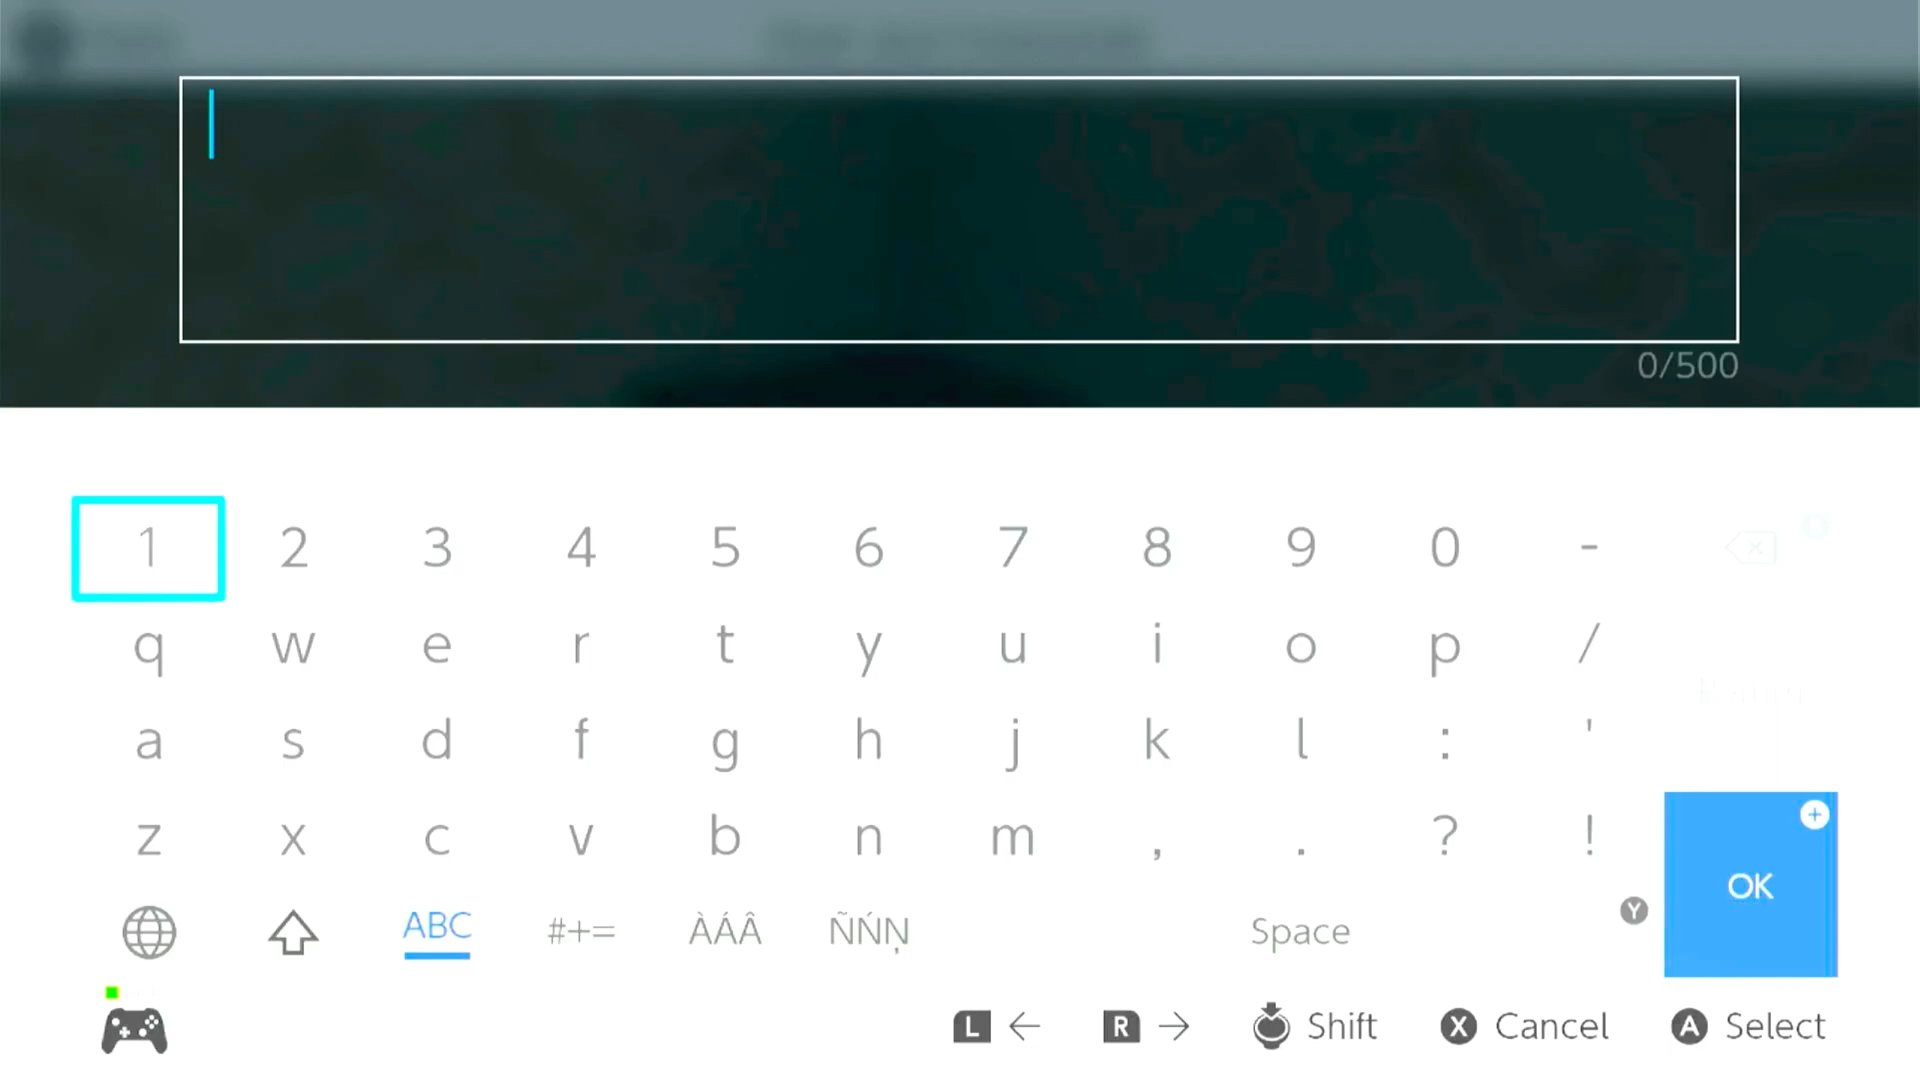 0/500
1 2 3 4 5 6 7 8 9 0 -
q w e r t y u i o p /
a s d f g h j k l : '
z x c v b n m , . ? !
OK
ABC #+= ÀÁÂ ÑŃŅ Space Y
L ← R → Shift X Cancel A Select